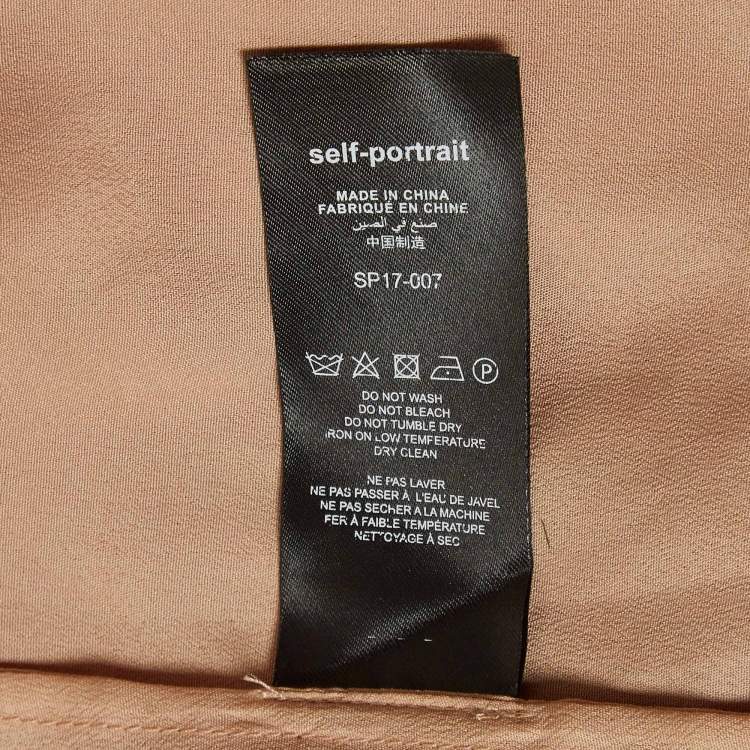 self-portrait
MADE IN CHINA
FABRIQUÉ EN CHINE
صنع في الصين
中国制造
SP17-007
P
DO NOT WASH
DO NOT BLEACH
DO NOT TUMBLE DRY
IRON ON LOW TEMPERATURE
DRY CLEAN
NE PAS LAVER
NE PAS PASSER À L'EAU DE JAVEL
NE PAS SECHER A LA MACHINE
FER À FAIBLE TEMPÉRATURE
NETTOYAGE À SEC